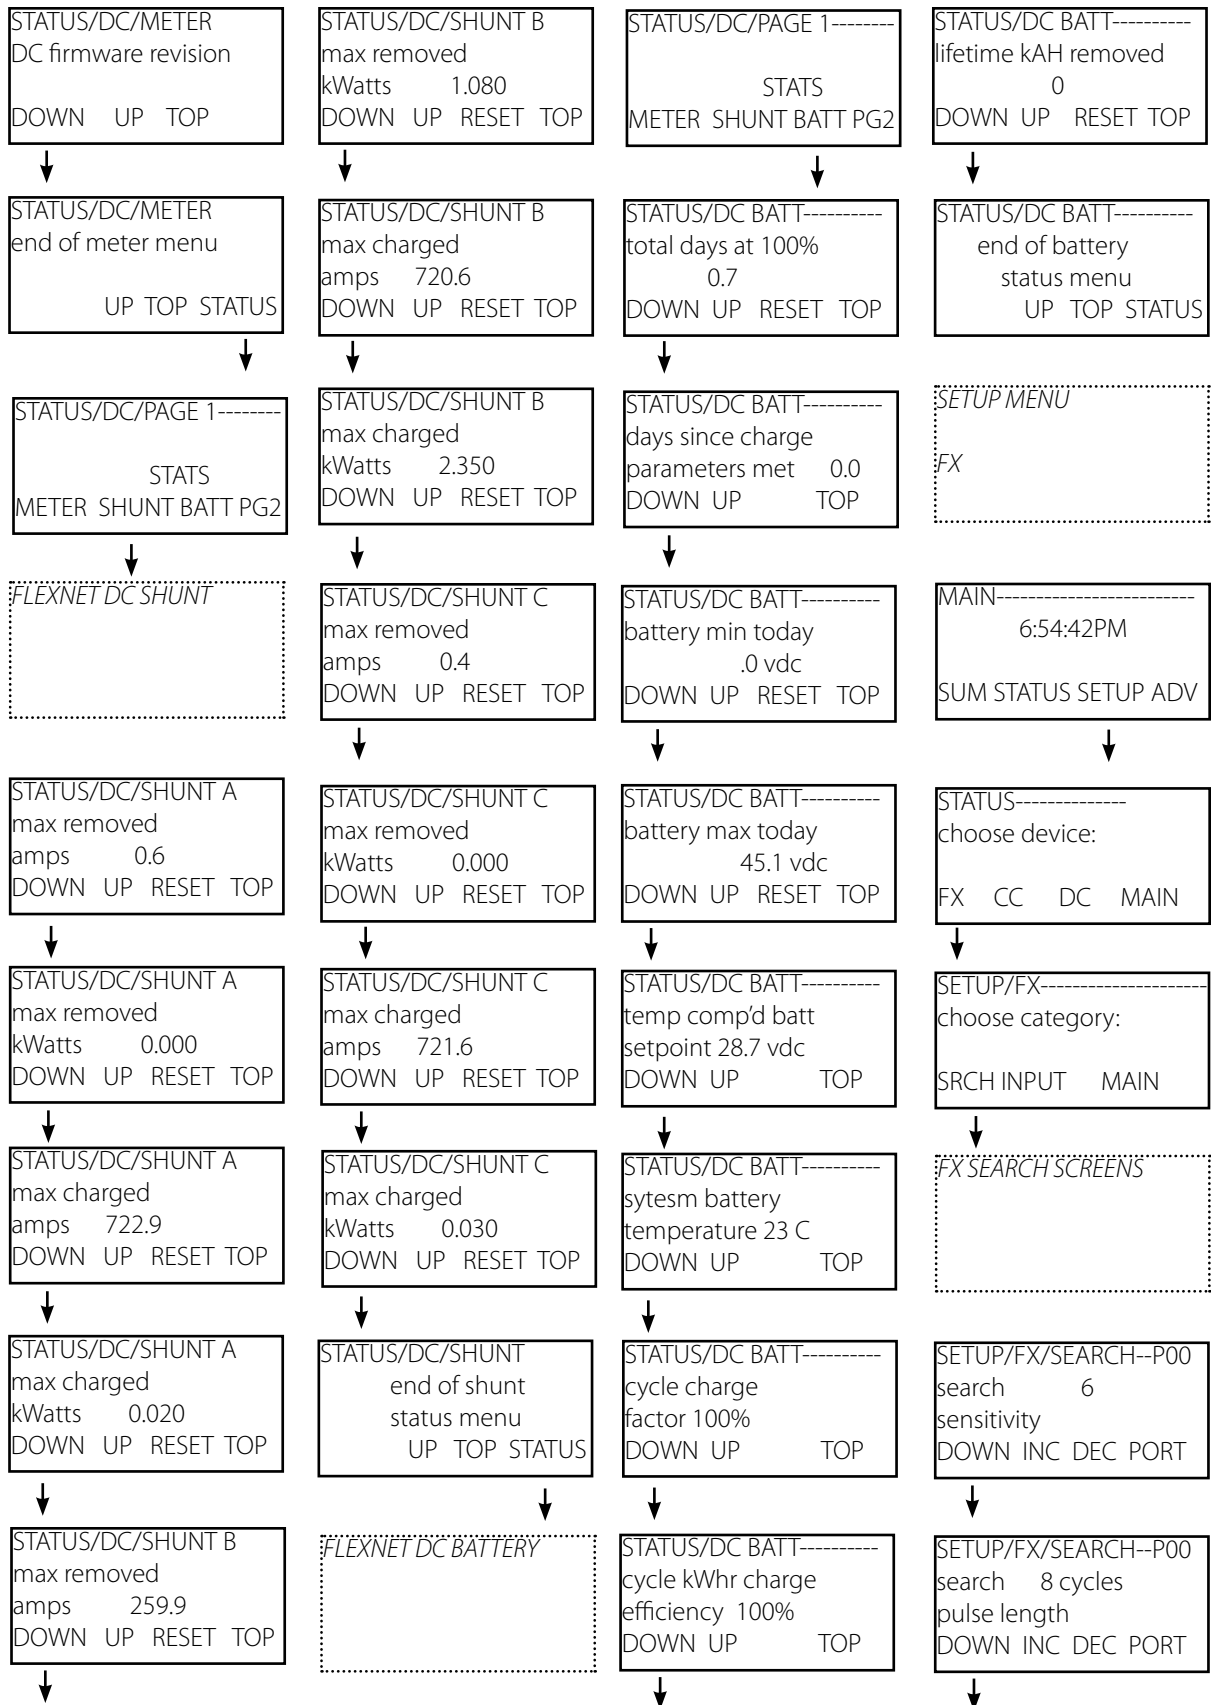 STATUS/DC/METER
DC firmware revision
DOWN UP TOP
STATUS/DC/METER
end of meter menu
UP TOP STATUS
STATUS/DC/PAGE 1--------
STATS
METER SHUNT BATT PG2
FLEXNET DC SHUNT
STATUS/DC/SHUNT A
max removed
amps 0.6
DOWN UP RESET TOP
STATUS/DC/SHUNT A
max removed
kWatts 0.000
DOWN UP RESET TOP
STATUS/DC/SHUNT A
max charged
amps 722.9
DOWN UP RESET TOP
STATUS/DC/SHUNT A
max charged
kWatts 0.020
DOWN UP RESET TOP
STATUS/DC/SHUNT B
max removed
amps 259.9
DOWN UP RESET TOP
STATUS/DC/SHUNT B
max removed
kWatts 1.080
DOWN UP RESET TOP
STATUS/DC/SHUNT B
max charged
amps 720.6
DOWN UP RESET TOP
STATUS/DC/SHUNT B
max charged
kWatts 2.350
DOWN UP RESET TOP
STATUS/DC/SHUNT C
max removed
amps 0.4
DOWN UP RESET TOP
STATUS/DC/SHUNT C
max removed
kWatts 0.000
DOWN UP RESET TOP
STATUS/DC/SHUNT C
max charged
amps 721.6
DOWN UP RESET TOP
STATUS/DC/SHUNT C
max charged
kWatts 0.030
DOWN UP RESET TOP
STATUS/DC/SHUNT
end of shunt
status menu
UP TOP STATUS
FLEXNET DC BATTERY
STATUS/DC/PAGE 1--------
STATS
METER SHUNT BATT PG2
STATUS/DC BATT----------
total days at 100%
0.7
DOWN UP RESET TOP
STATUS/DC BATT----------
days since charge
parameters met 0.0
DOWN UP TOP
STATUS/DC BATT----------
battery min today
.0 vdc
DOWN UP RESET TOP
STATUS/DC BATT----------
battery max today
45.1 vdc
DOWN UP RESET TOP
STATUS/DC BATT----------
temp comp’d batt
setpoint 28.7 vdc
DOWN UP TOP
STATUS/DC BATT----------
sytesm battery
temperature 23 C
DOWN UP TOP
STATUS/DC BATT----------
cycle charge
factor 100%
DOWN UP TOP
STATUS/DC BATT----------
cycle kWhr charge
efficiency 100%
DOWN UP TOP
STATUS/DC BATT----------
lifetime kAH removed
0
DOWN UP RESET TOP
STATUS/DC BATT----------
end of battery
status menu
UP TOP STATUS
SETUP MENU
FX
MAIN-------------------------
6:54:42PM
SUM STATUS SETUP ADV
STATUS--------------
choose device:
FX CC DC MAIN
SETUP/FX---------------------
choose category:
SRCH INPUT MAIN
FX SEARCH SCREENS
SETUP/FX/SEARCH--P00
search 6
sensitivity
DOWN INC DEC PORT
SETUP/FX/SEARCH--P00
search 8 cycles
pulse length
DOWN INC DEC PORT